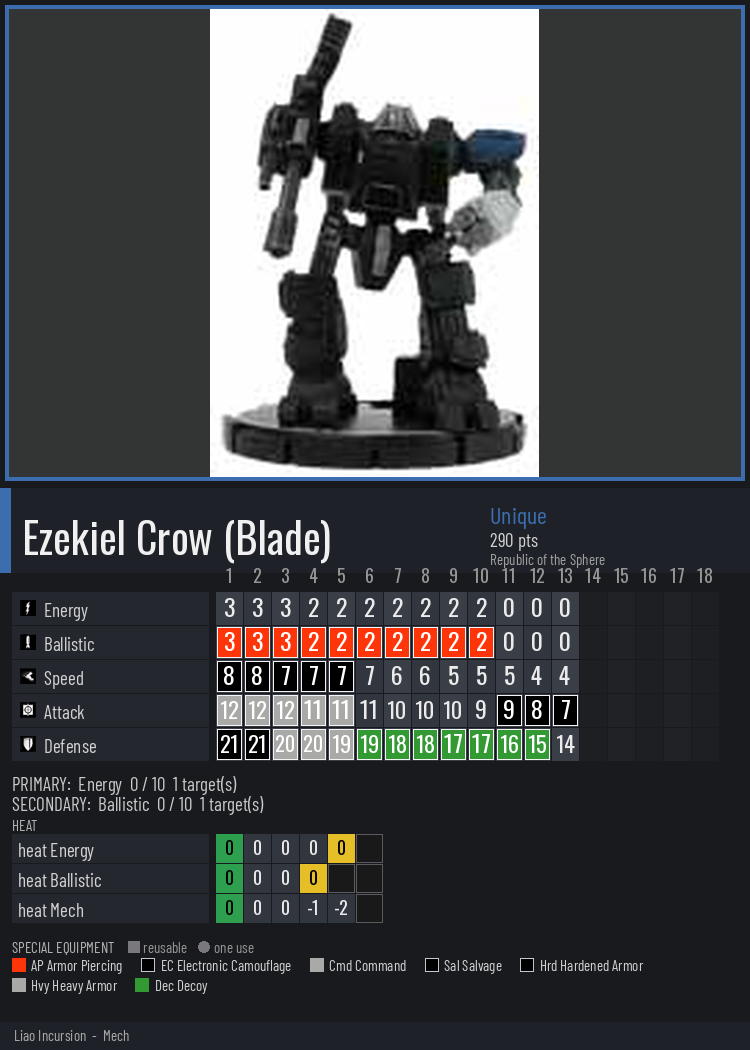 Ezekiel Crow (Blade)
Unique
290 pts
Republic of the Sphere
1 2 3 4 5 6 7 8 9 10 11 12 13 14 15 16 17 18
Energy 3 3 3 2 2 2 2 2 2 2 0 0 0
Ballistic 3 3 3 2 2 2 2 2 2 2 0 0 0
Speed 8 8 7 7 7 7 6 6 5 5 5 4 4
Attack 12 12 12 11 11 11 10 10 10 9 9 8 7
Defense 21 21 20 20 19 19 18 18 17 17 16 15 14
PRIMARY: Energy 0 / 10 1 target(s)
SECONDARY: Ballistic 0 / 10 1 target(s)
HEAT
heat Energy 0 0 0 0 0
heat Ballistic 0 0 0 0
heat Mech 0 0 0 -1 -2
SPECIAL EQUIPMENT reusable one use
AP Armor Piercing EC Electronic Camouflage Cmd Command Sal Salvage Hrd Hardened Armor
Hvy Heavy Armor Dec Decoy
Liao Incursion - Mech